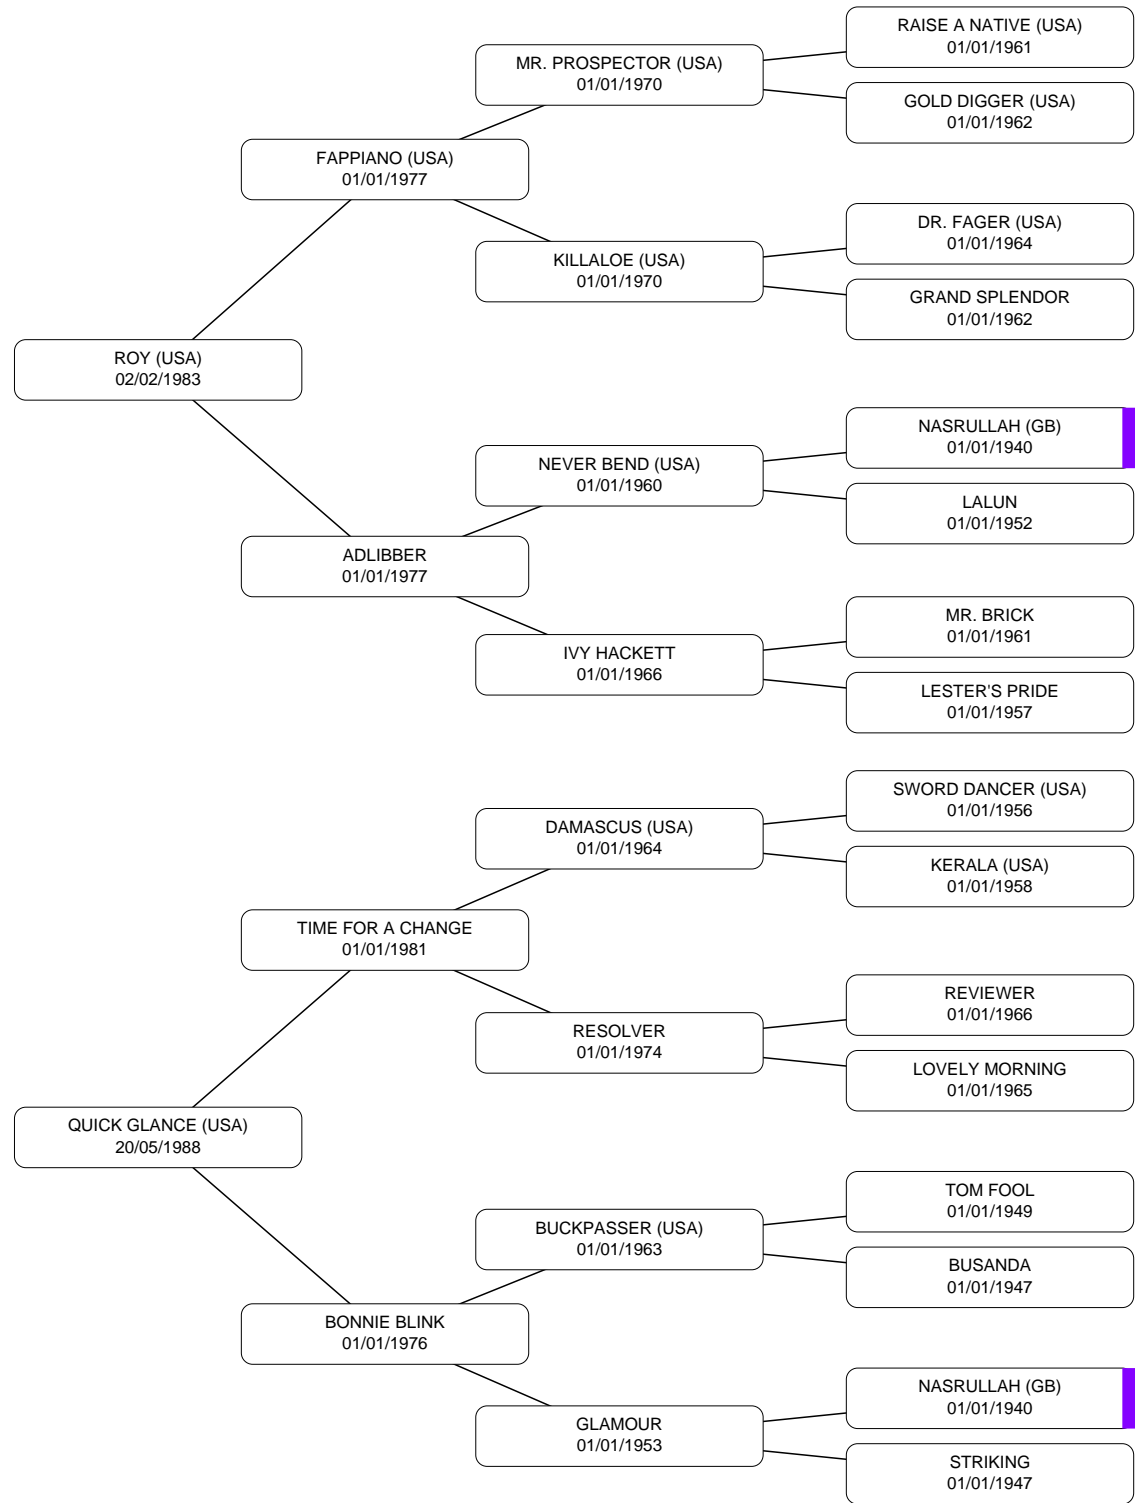 RAISE A NATIVE (USA)
01/01/1961
MR. PROSPECTOR (USA)
01/01/1970
GOLD DIGGER (USA)
01/01/1962
FAPPIANO (USA)
01/01/1977
DR. FAGER (USA)
01/01/1964
KILLALOE (USA)
01/01/1970
GRAND SPLENDOR
01/01/1962
ROY (USA)
02/02/1983
NASRULLAH (GB)
01/01/1940
NEVER BEND (USA)
01/01/1960
LALUN
01/01/1952
ADLIBBER
01/01/1977
MR. BRICK
01/01/1961
IVY HACKETT
01/01/1966
LESTER'S PRIDE
01/01/1957
SWORD DANCER (USA)
01/01/1956
DAMASCUS (USA)
01/01/1964
KERALA (USA)
01/01/1958
TIME FOR A CHANGE
01/01/1981
REVIEWER
01/01/1966
RESOLVER
01/01/1974
LOVELY MORNING
01/01/1965
QUICK GLANCE (USA)
20/05/1988
TOM FOOL
01/01/1949
BUCKPASSER (USA)
01/01/1963
BUSANDA
01/01/1947
BONNIE BLINK
01/01/1976
NASRULLAH (GB)
01/01/1940
GLAMOUR
01/01/1953
STRIKING
01/01/1947